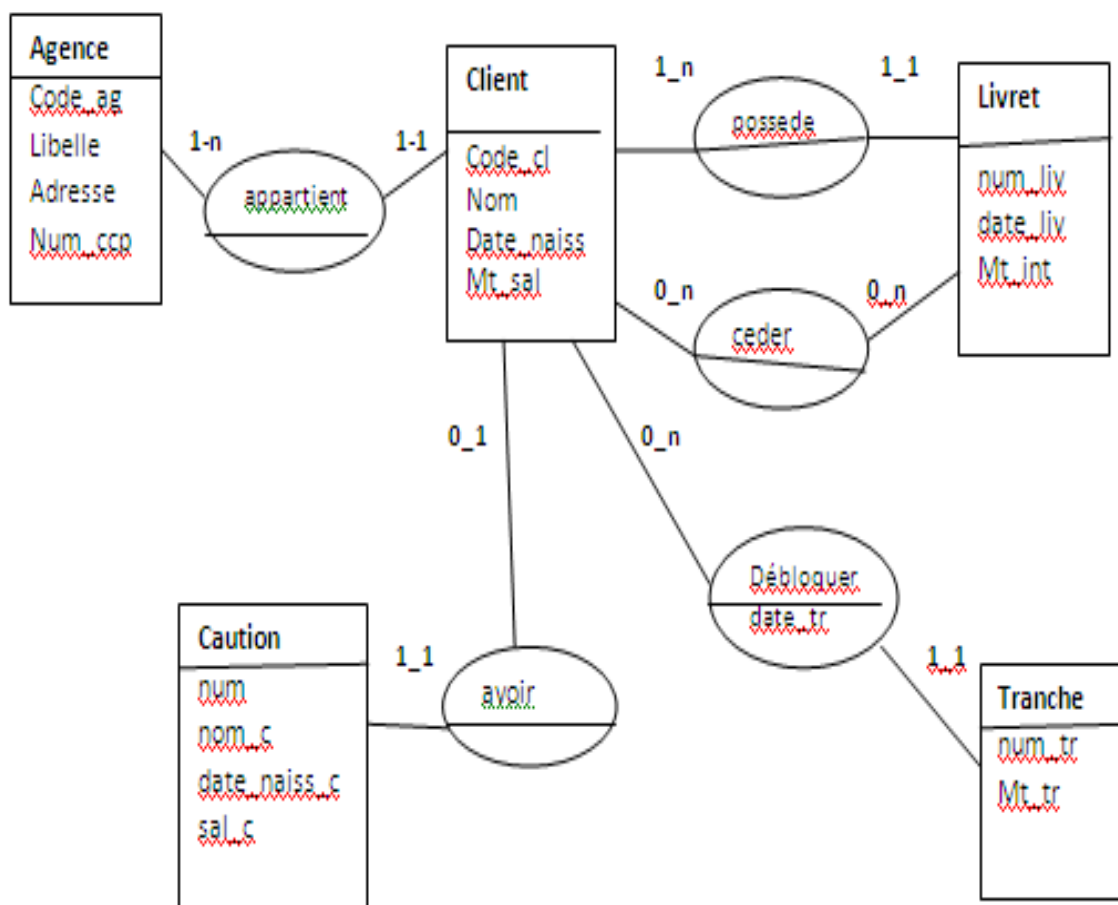 Agence
Code_ag
Libelle
Adresse
Num_ccp
1-n
appartient
1-1
Client
Code_cl
Nom
Date_naiss
Mt_sal
1_n
possede
1_1
Livret
num_liv
date_liv
Mt_int
0_n
ceder
0_n
0_1
0_n
Débloquer
date_tr
1_1
Tranche
num_tr
Mt_tr
Caution
num
nom_c
date_naiss_c
sal_c
1_1
avoir